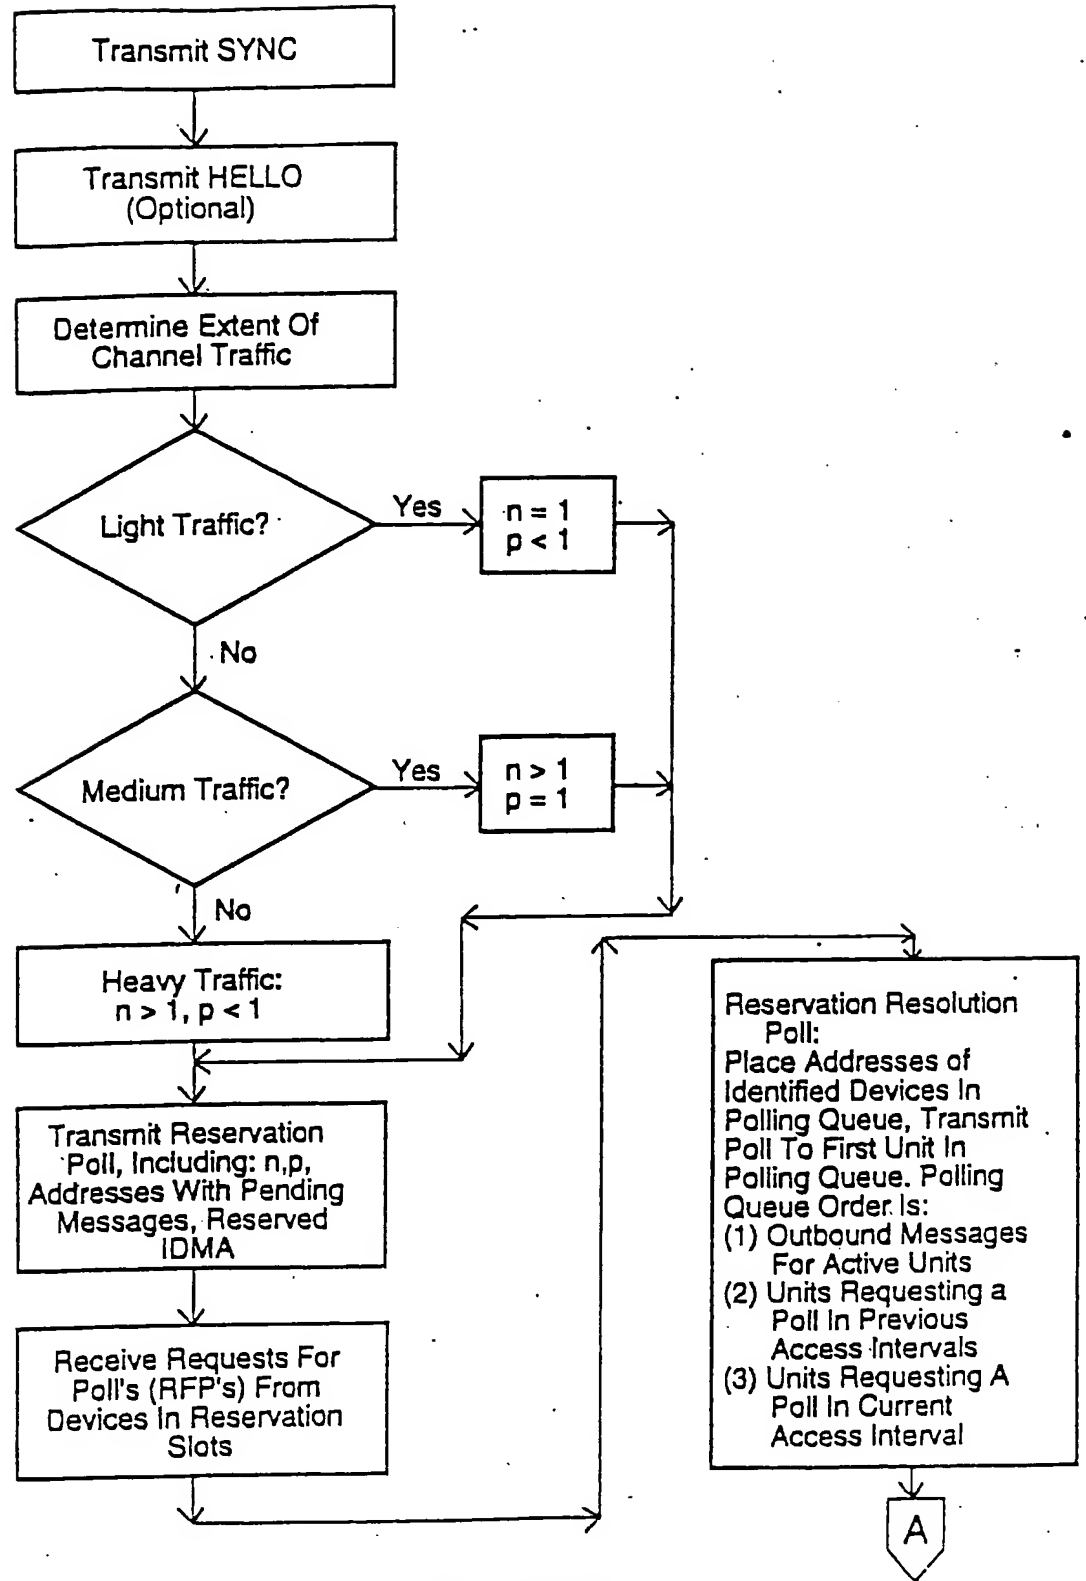 Transmit SYNC
Transmit HELLO
(Optional)
Determine Extent Of
Channel Traffic
Light Traffic?
Yes
n = 1
p < 1
No
Medium Traffic?
Yes
n > 1
p = 1
No
Heavy Traffic:
n > 1, p < 1
Transmit Reservation
Poll, Including: n,p,
Addresses With Pending
Messages, Reserved
IDMA
Receive Requests For
Poll's (RFP's) From
Devices In Reservation
Slots
Reservation Resolution
Poll:
Place Addresses of
Identified Devices In
Polling Queue, Transmit
Poll To First Unit In
Polling Queue. Polling
Queue Order Is:
(1) Outbound Messages
For Active Units
(2) Units Requesting a
Poll In Previous
Access Intervals
(3) Units Requesting A
Poll In Current
Access Interval
A